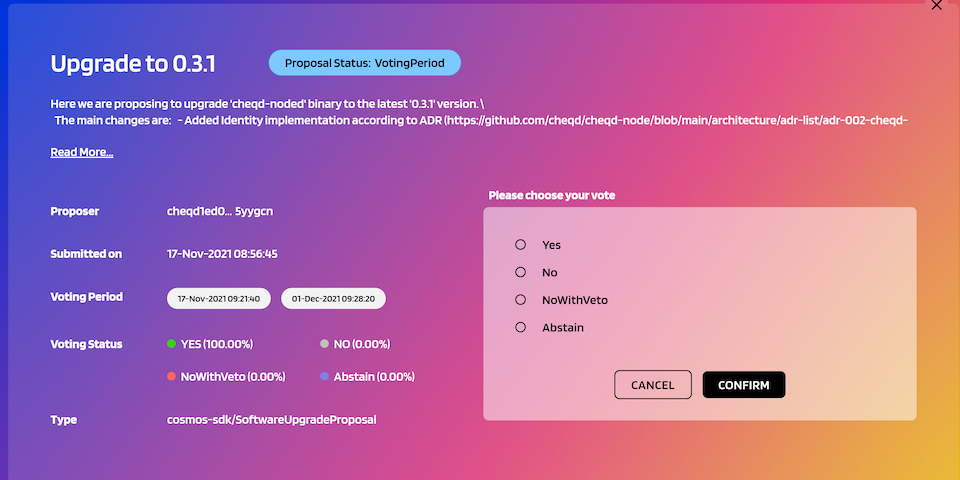 Upgrade to 0.3.1
Proposal Status: VotingPeriod
Here we are proposing to upgrade 'cheqd-noded' binary to the latest '0.3.1' version. \
The main changes are: - Added Identity implementation according to ADR (https://github.com/cheqd/cheqd-node/blob/main/architecture/adr-list/adr-002-cheqd-
Read More...
Proposer cheqd1ed0... 5yygcn
Submitted on 17-Nov-2021 08:56:45
Voting Period 17-Nov-2021 09:21:40 01-Dec-2021 09:28:20
Voting Status YES (100.00%) NO (0.00%)
NoWithVeto (0.00%) Abstain (0.00%)
Type cosmos-sdk/SoftwareUpgradeProposal
Please choose your vote
Yes
No
NoWithVeto
Abstain
CANCEL CONFIRM